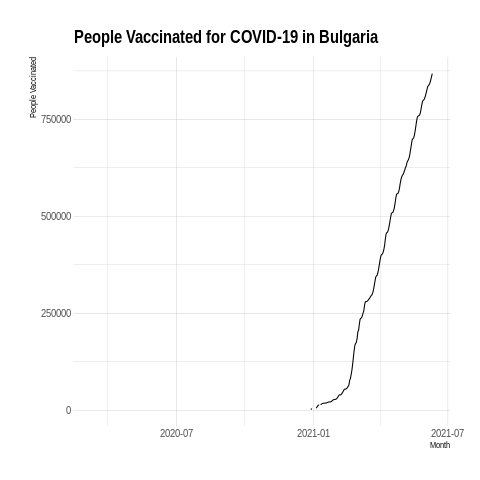 People Vaccinated for COVID-19 in Bulgaria
People Vaccinated
750000
500000
250000
0
2020-07
2021-01
2021-07
Month